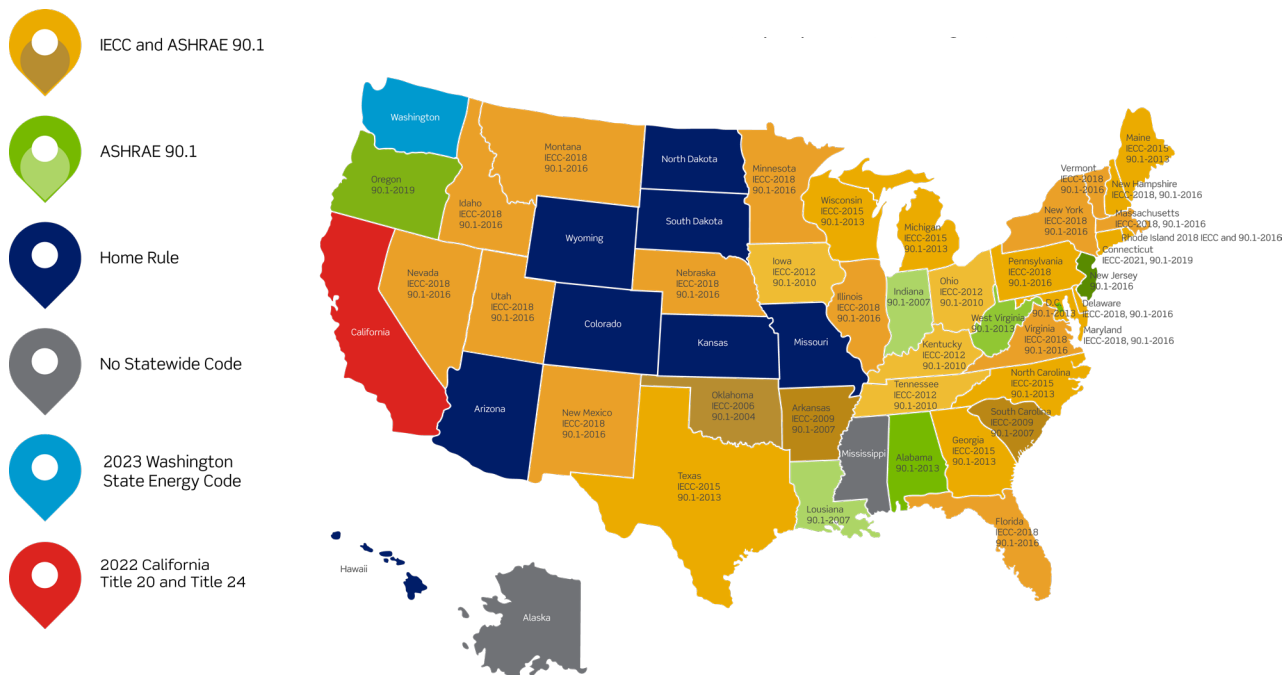 IECC and ASHRAE 90.1
ASHRAE 90.1
Home Rule
No Statewide Code
2023 Washington
State Energy Code
2022 California
Title 20 and Title 24
Washington
Oregon
90.1-2019
California
Idaho
IECC-2018
90.1-2016
Nevada
IECC-2018
90.1-2016
Montana
IECC-2018
90.1-2016
Wyoming
Utah
IECC-2018
90.1-2016
Colorado
Arizona
New Mexico
IECC-2018
90.1-2016
North Dakota
South Dakota
Nebraska
IECC-2018
90.1-2016
Kansas
Oklahoma
IECC-2006
90.1-2004
Texas
IECC-2015
90.1-2013
Minnesota
IECC-2018
90.1-2016
Iowa
IECC-2012
90.1-2010
Missouri
Arkansas
IECC-2009
90.1-2007
Lousiana
90.1-2007
Wisconsin
IECC-2015
90.1-2013
Illinois
IECC-2018
90.1-2016
Michigan
IECC-2015
90.1-2013
Indiana
90.1-2007
Ohio
IECC-2012
90.1-2010
Kentucky
IECC-2012
90.1-2010
Tennessee
IECC-2012
90.1-2010
Mississippi
Alabama
90.1-2013
Georgia
IECC-2015
90.1-2013
Florida
IECC-2018
90.1-2016
South Carolina
IECC-2009
90.1-2007
North Carolina
IECC-2015
90.1-2013
Virginia
IECC-2018
90.1-2016
West Virginia
90.1-2013
D.C.
90.1-2013
Pennsylvania
IECC-2018
90.1-2016
New York
IECC-2018
90.1-2016
Vermont
IECC-2018
90.1-2016
Maine
IECC-2015
90.1-2013
New Hampshire
IECC-2018, 90.1-2016
Massachusetts
IECC-2018, 90.1-2016
Rhode Island 2018 IECC and 90.1-2016
Connecticut
IECC-2021, 90.1-2019
New Jersey
90.1-2016
Delaware
IECC-2018, 90.1-2016
Maryland
IECC-2018, 90.1-2016
Hawaii
Alaska